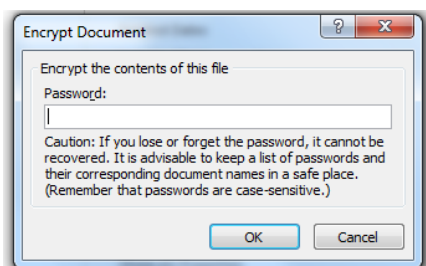 Encrypt Document
Encrypt the contents of this file
Password:
Caution: If you lose or forget the password, it cannot be
recovered. It is advisable to keep a list of passwords and
their corresponding document names in a safe place.
(Remember that passwords are case-sensitive.)
OK Cancel